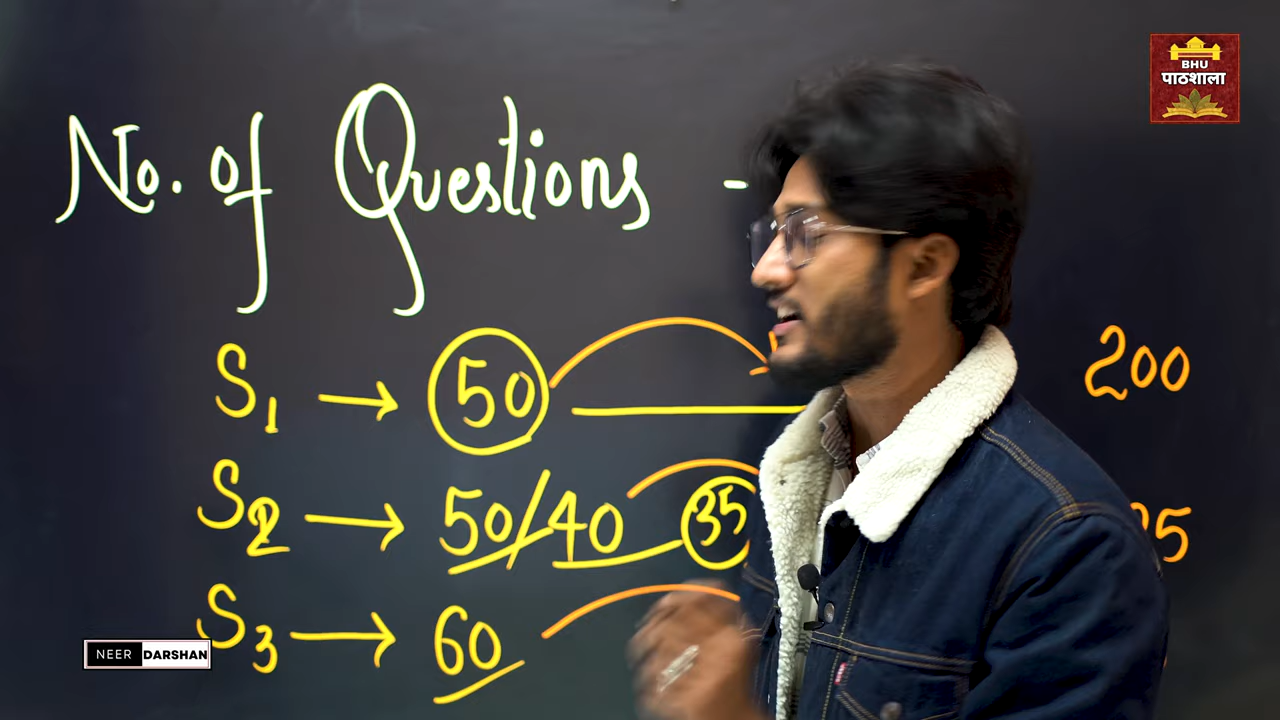 BHU
पाठशाला
No. of Questions -
S1 → 50 200
S2 → 50/40 35
S3 → 60
NEER DARSHAN